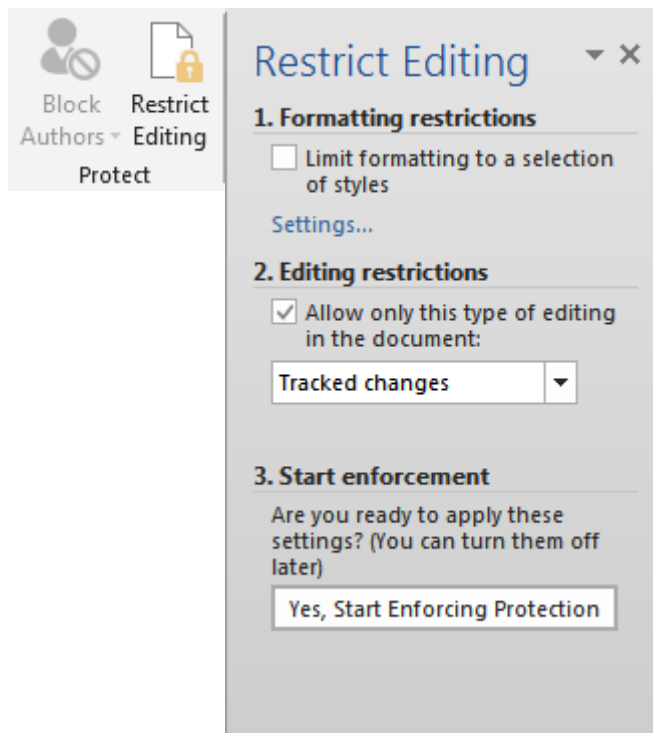 Block
Authors
Restrict
Editing
Protect
Restrict Editing
1. Formatting restrictions
Limit formatting to a selection
of styles
Settings...
2. Editing restrictions
Allow only this type of editing
in the document:
Tracked changes
3. Start enforcement
Are you ready to apply these
settings? (You can turn them off
later)
Yes, Start Enforcing Protection